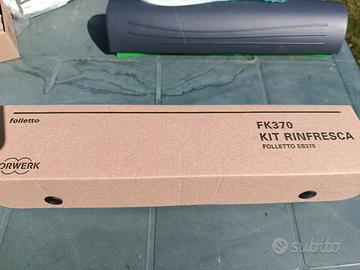 folletto
ORWERK
FK370
KIT RINFRESCA
FOLLETTO EB370
subito